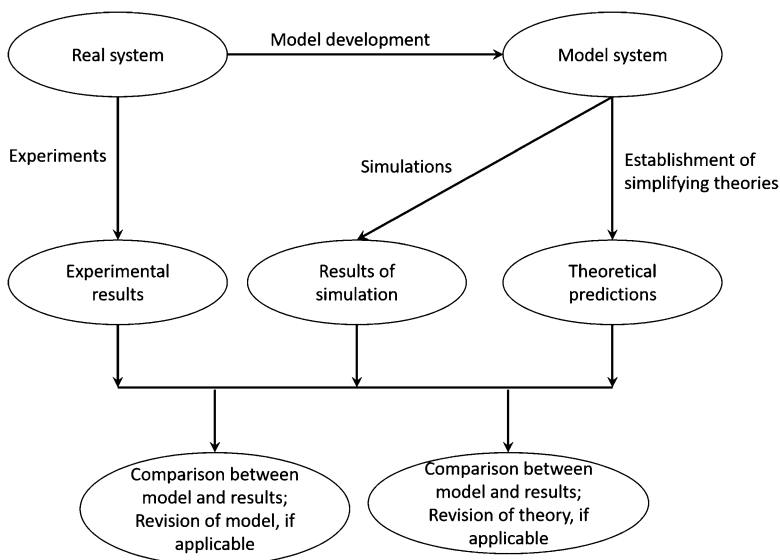 Real system
Model development
Model system
Experiments
Simulations
Establishment of
simplifying theories
Experimental
results
Results of
simulation
Theoretical
predictions
Comparison between
model and results;
Revision of model, if
applicable
Comparison between
model and results;
Revision of theory, if
applicable